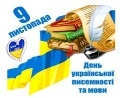 9
листопада
День
української
писемності
та мови